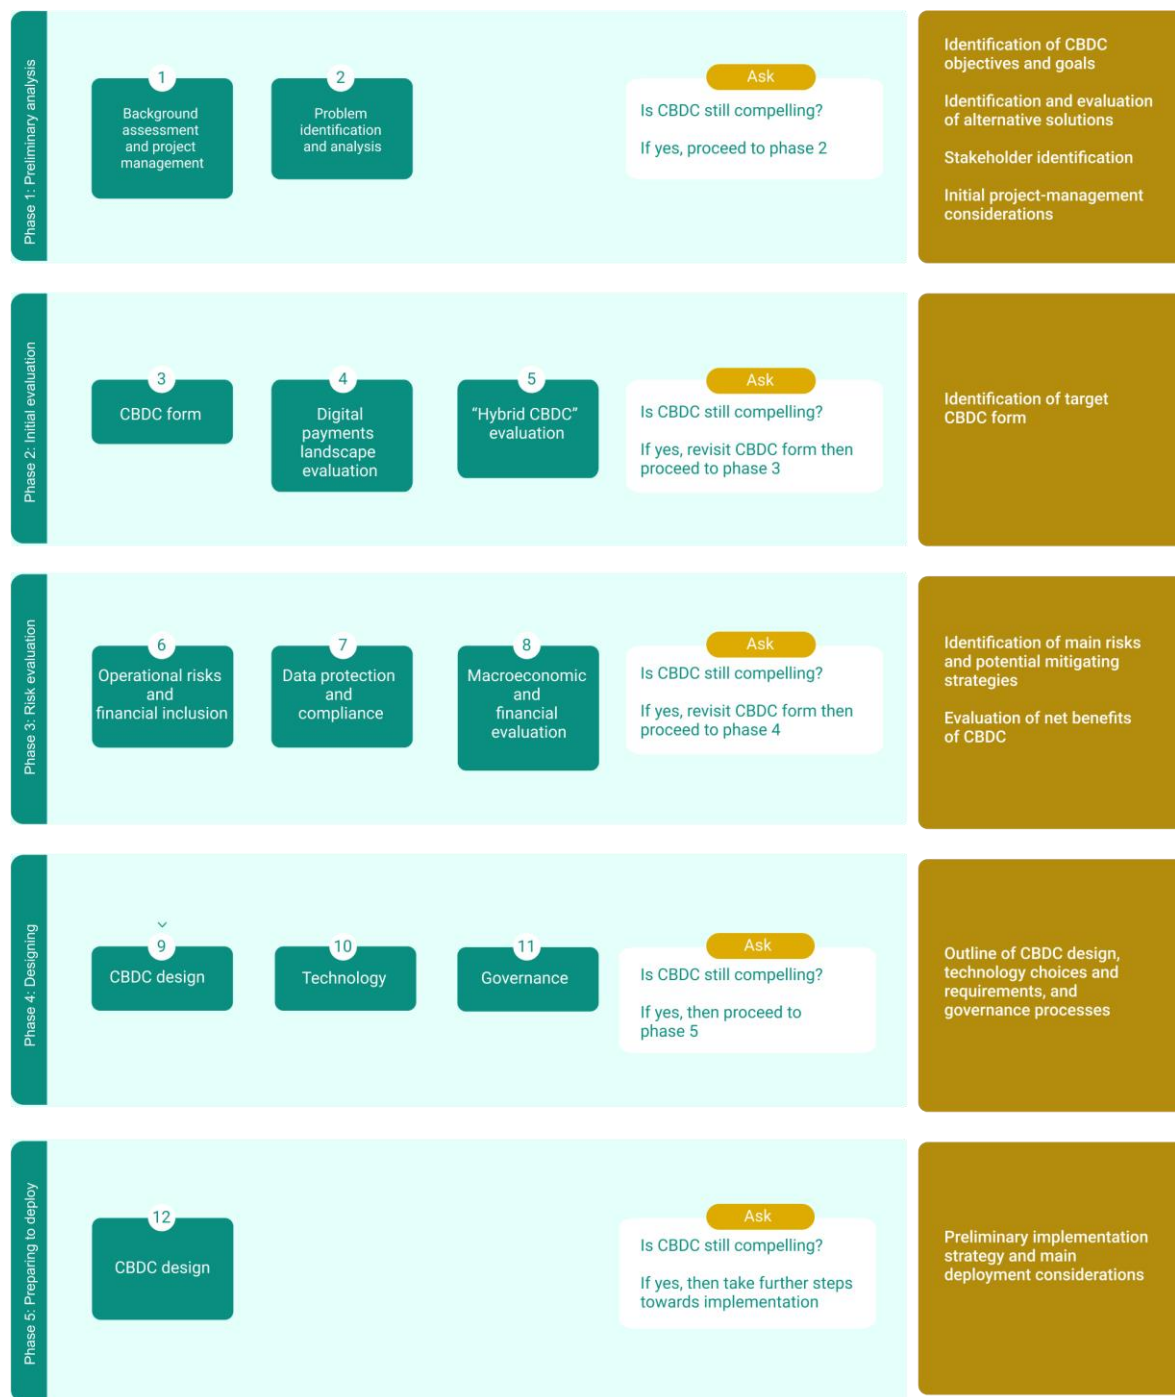 Phase 1: Preliminary analysis
1
Background
assessment
and project
management
2
Problem
identification
and analysis
Ask
Is CBDC still compelling?
If yes, proceed to phase 2
Identification of CBDC
objectives and goals
Identification and evaluation
of alternative solutions
Stakeholder identification
Initial project-management
considerations
Phase 2: Initial evaluation
3
CBDC form
4
Digital
payments
landscape
evaluation
5
“Hybrid CBDC”
evaluation
Ask
Is CBDC still compelling?
If yes, revisit CBDC form then
proceed to phase 3
Identification of target
CBDC form
Phase 3: Risk evaluation
6
Operational risks
and
financial inclusion
7
Data protection
and
compliance
8
Macroeconomic
and
financial
evaluation
Ask
Is CBDC still compelling?
If yes, revisit CBDC form then
proceed to phase 4
Identification of main risks
and potential mitigating
strategies
Evaluation of net benefits
of CBDC
Phase 4: Designing
9
CBDC design
10
Technology
11
Governance
Ask
Is CBDC still compelling?
If yes, then proceed to
phase 5
Outline of CBDC design,
technology choices and
requirements, and
governance processes
Phase 5: Preparing to deploy
12
CBDC design
Ask
Is CBDC still compelling?
If yes, then take further steps
towards implementation
Preliminary implementation
strategy and main
deployment considerations